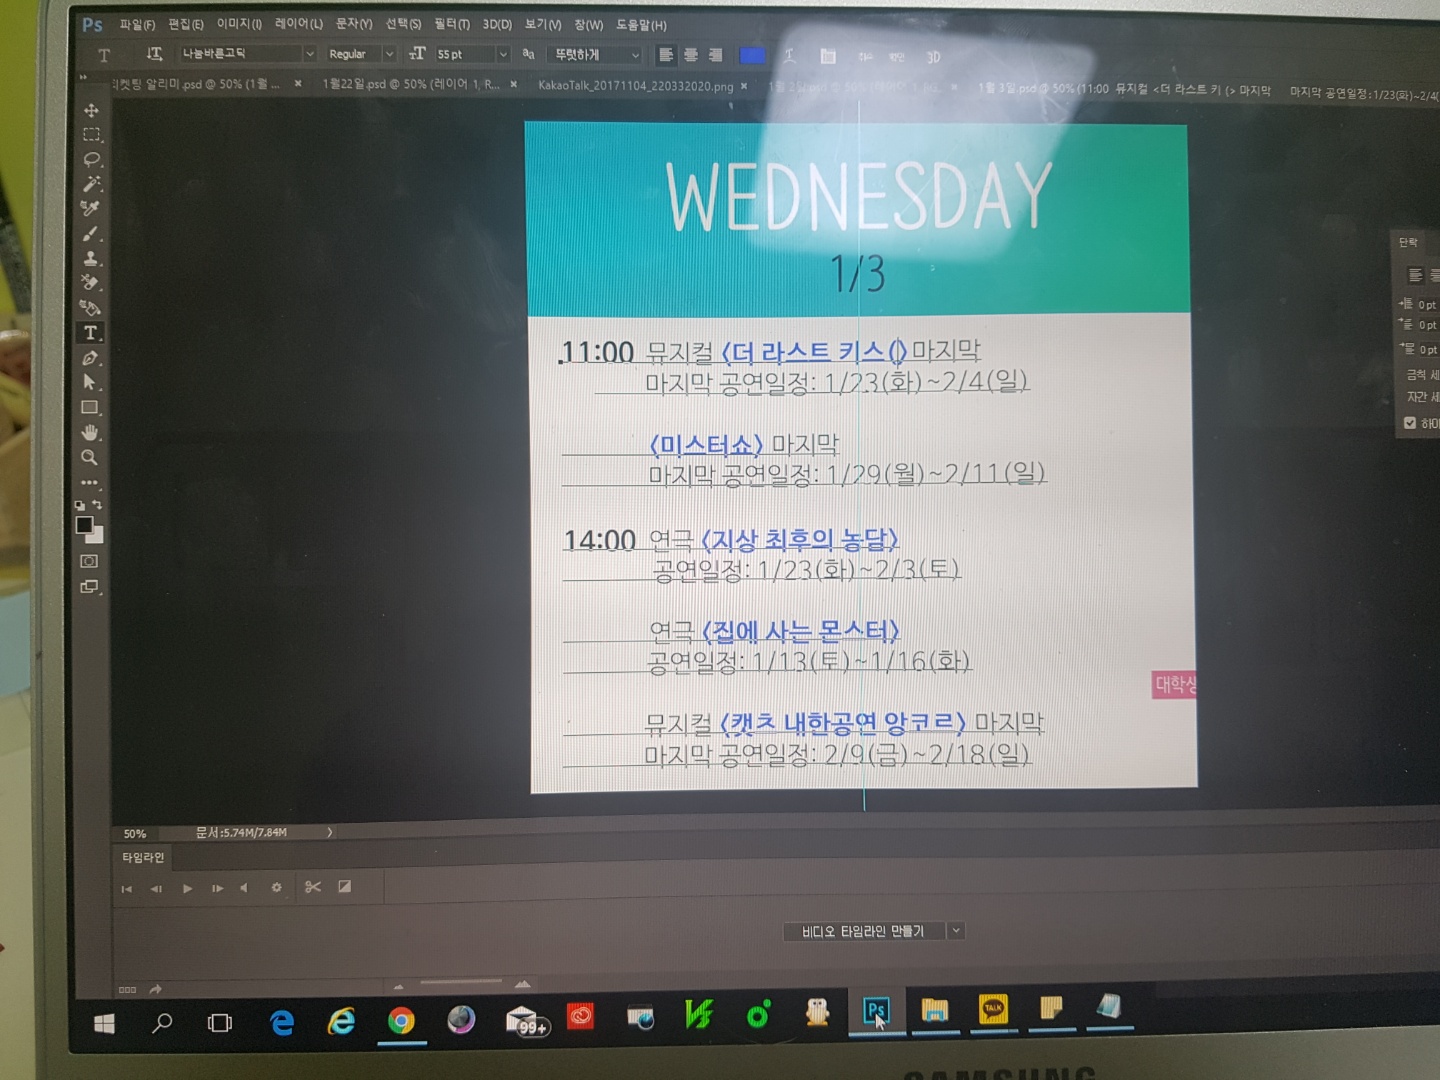 Ps 파일(F) 편집(E) 이미지(I) 레이어(L) 문자(Y) 선택(S) 필터(T) 3D(D) 보기(V) 창(W) 도움말(H)
T 나눔바른고딕 Regular 55 pt aa 뚜렷하게 3D
티켓팅 알리미.psd @ 50% (1월 ... × 1월22일.psd @ 50% (레이어 1, R... × KakaoTalk_20171104_220332020.png × 1월 3일.psd @ 50% (11:00 뮤지컬 <더 라스트 키 (> 마지막 마지막 공연일정:1/23(화)~2/4(
WEDNESDAY
1/3
11:00 뮤지컬 <더 라스트 키스()> 마지막
마지막 공연일정: 1/23(화)~2/4(일)
<미스터쇼> 마지막
마지막 공연일정: 1/29(월)~2/11(일)
14:00 연극 <지상 최후의 농담>
공연일정: 1/23(화)~2/3(토)
연극 <집에 사는 몬스터>
공연일정: 1/13(토)~1/16(화)
대학생
뮤지컬 <캣츠 내한공연 앙코르> 마지막
마지막 공연일정: 2/9(금)~2/18(일)
단락
0 pt
0 pt
0 pt
금칙 세
자간 세
하이
50% 문서:5.74M/7.84M
타임라인
비디오 타임라인 만들기
99+
Ps
TALK
SAMSUNG